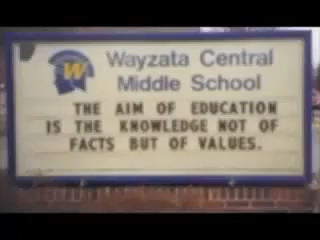 W
Wayzata Central
Middle School
THE AIM OF EDUCATION
IS THE KNOWLEDGE NOT OF
FACTS BUT OF VALUES.